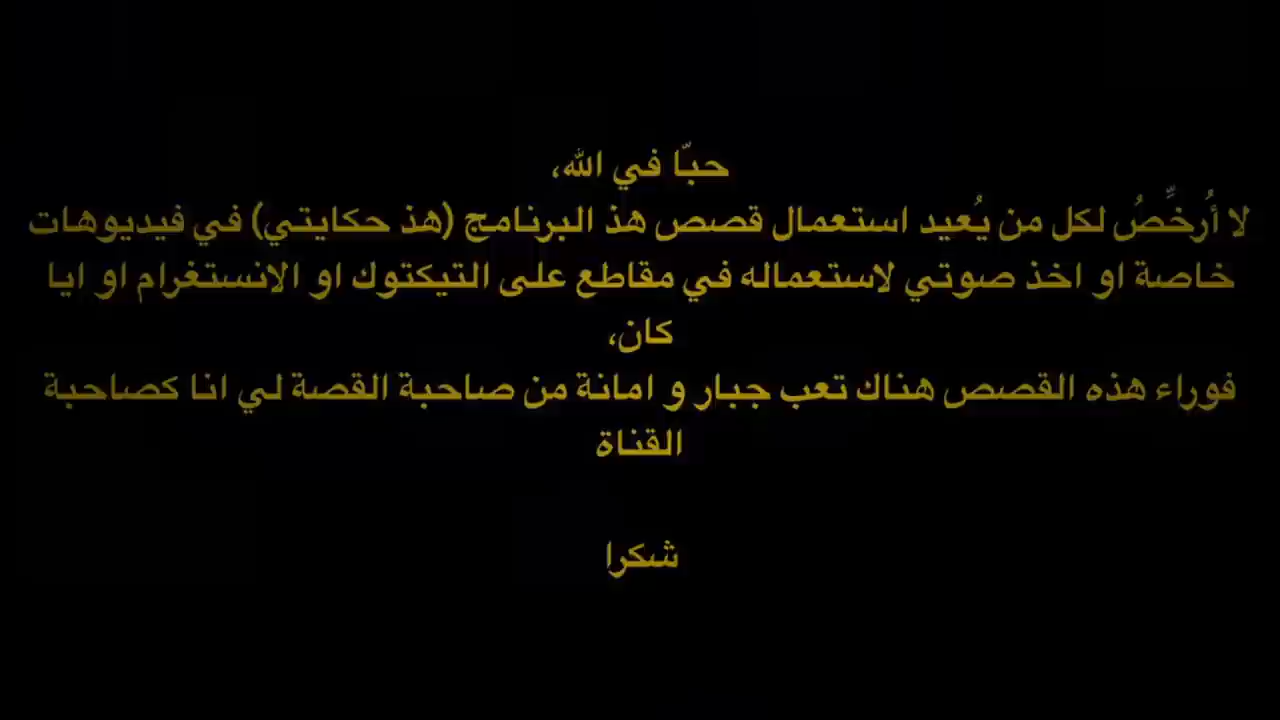 حبّا في الله،
لا أُرخِّصُ لكل من يُعيد استعمال قصص هذ البرنامج (هذ حكايتي) في فيديوهات
خاصة او اخذ صوتي لاستعماله في مقاطع على التيكتوك او الانستغرام او ايا
كان،
فوراء هذه القصص هناك تعب جبار و امانة من صاحبة القصة لي انا كصاحبة
القناة
شكرا